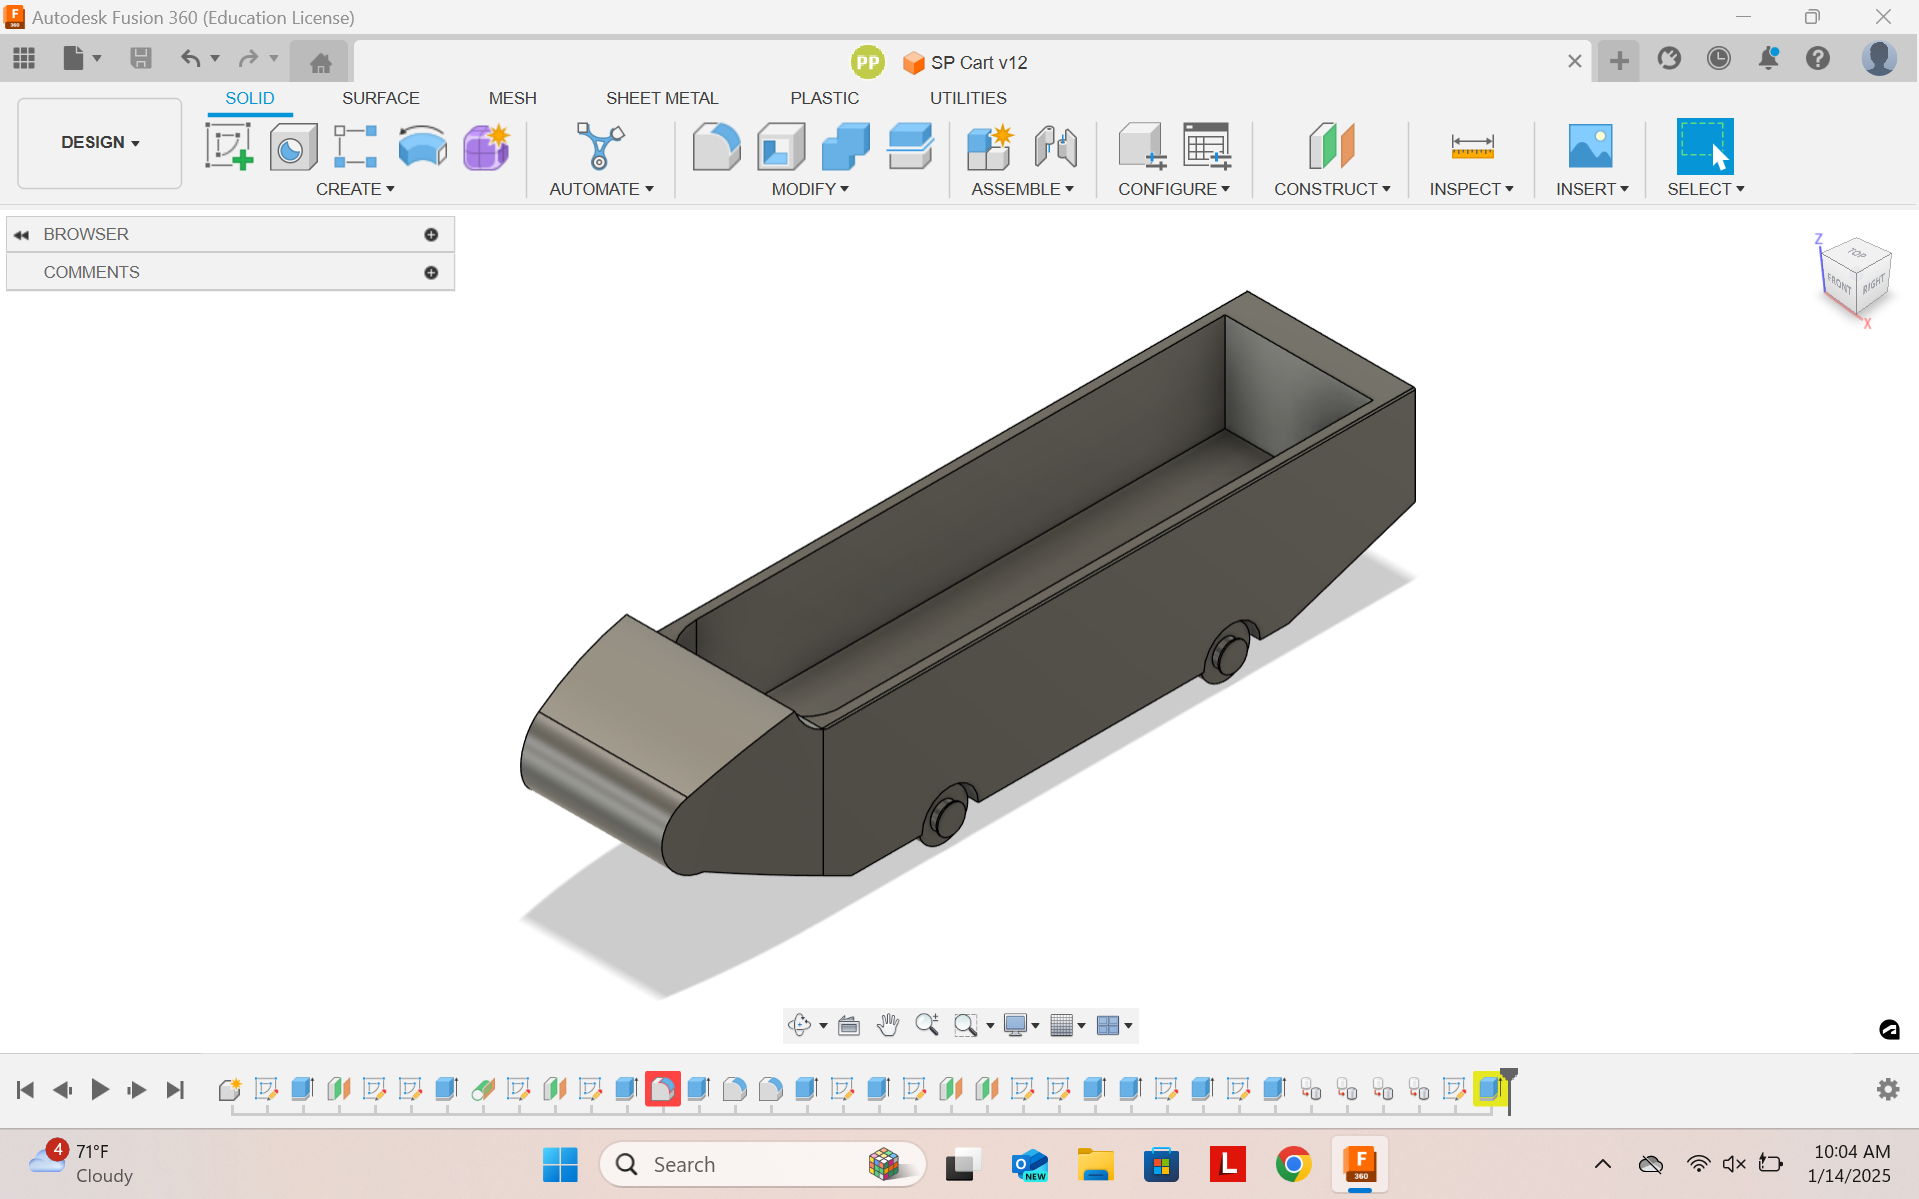 Autodesk Fusion 360 (Education License)
PP SP Cart v12
SOLID SURFACE MESH SHEET METAL PLASTIC UTILITIES
DESIGN
CREATE AUTOMATE MODIFY ASSEMBLE CONFIGURE CONSTRUCT INSPECT INSERT SELECT
BROWSER
COMMENTS
Z
TOP
FRONT RIGHT
X
4 71°F
Cloudy
Search
NEW
L
F
360
10:04 AM
1/14/2025